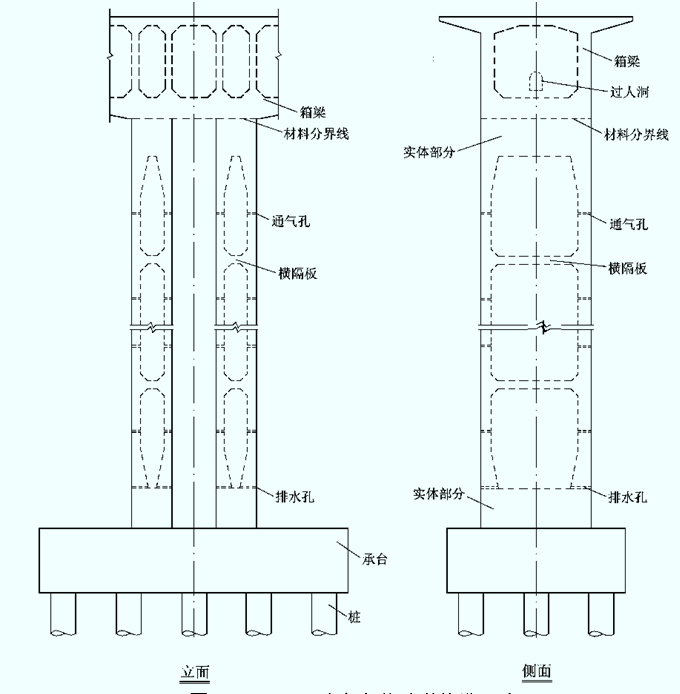 箱梁
材料分界线
通气孔
横隔板
排水孔
承台
桩
立面
箱梁
过人洞
材料分界线
实体部分
通气孔
横隔板
实体部分
排水孔
侧面